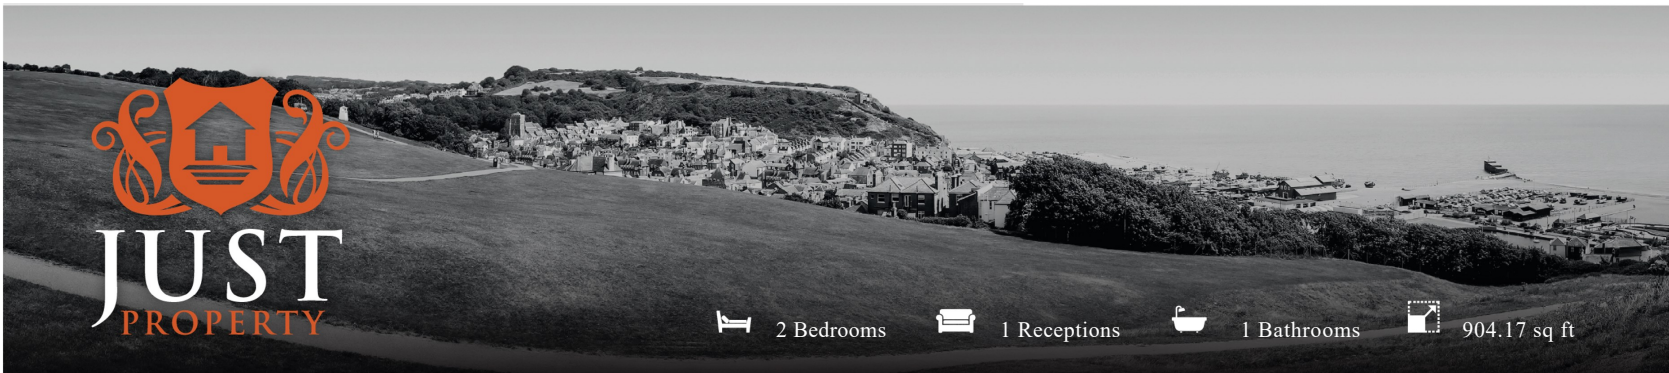 JUST
PROPERTY
2 Bedrooms
1 Receptions
1 Bathrooms
904.17 sq ft